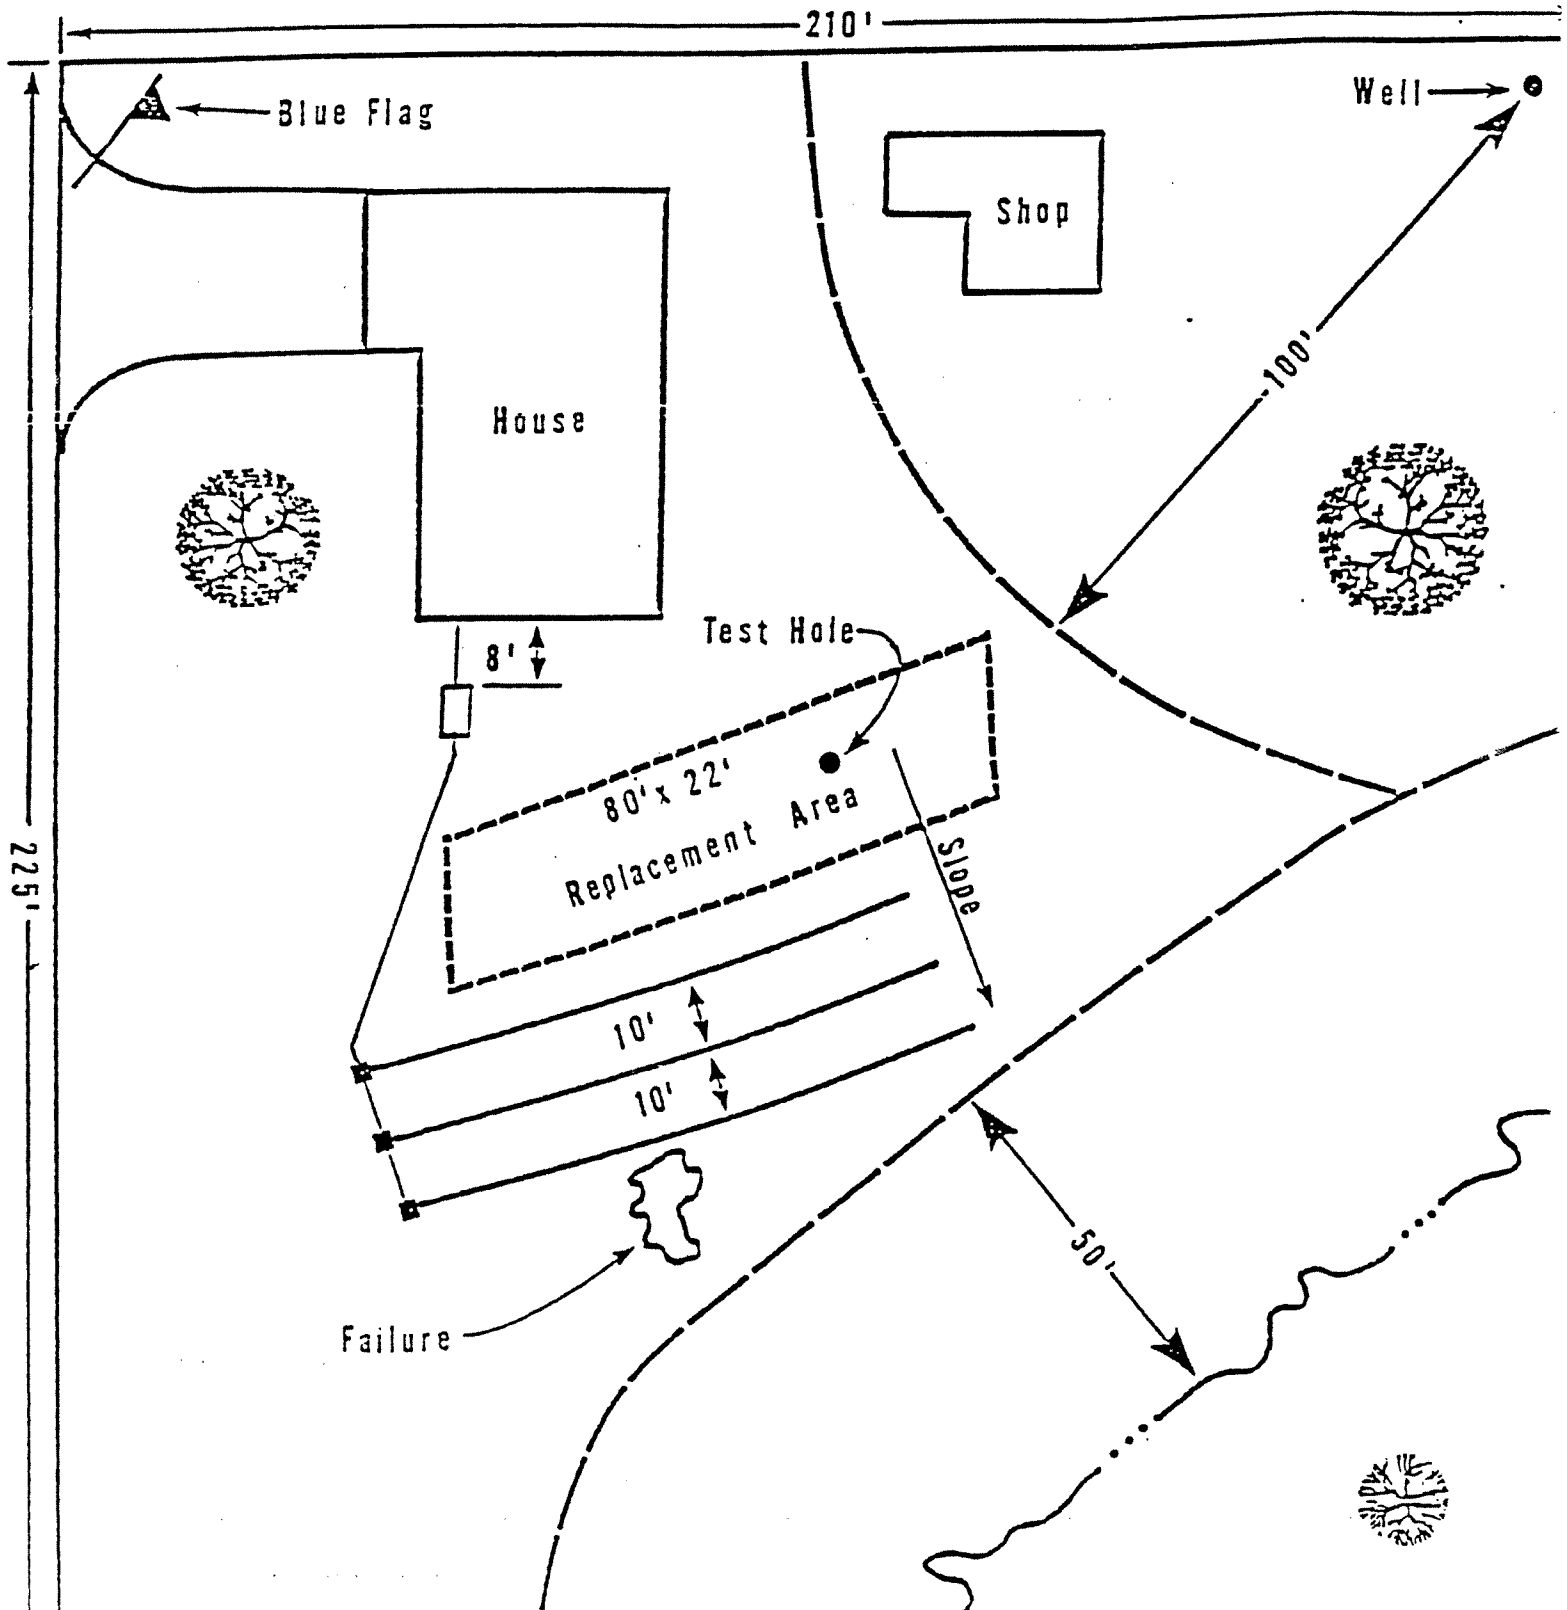 210'
Blue Flag
Well
Shop
100'
House
Test Hole
8'
80' x 22'
Replacement Area
Slope
225'
10'
10'
50'
Failure